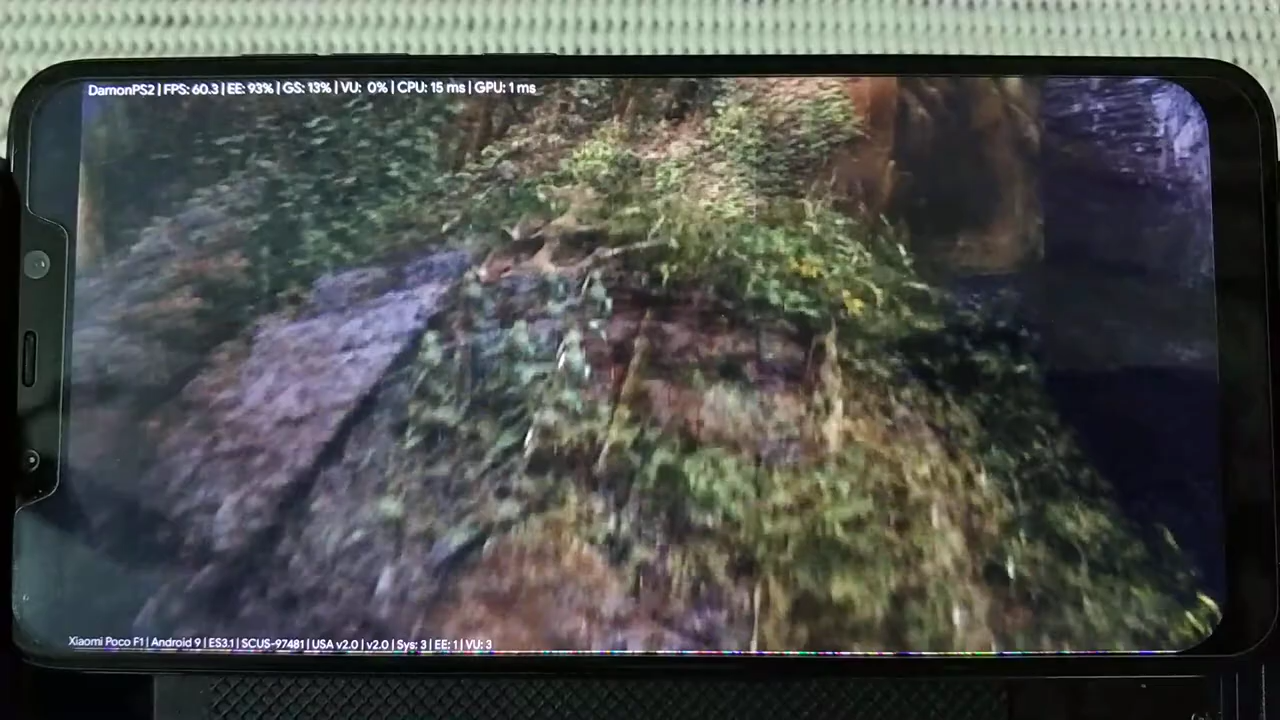 DamonPS2 | FPS: 60.3 | EE: 93% | GS: 13% | VU: 0% | CPU: 15 ms | GPU: 1 ms
Xiaomi Poco F1 | Android 9 | ES3.1 | SCUS-97481 | USA v2.0 | v2.0 | Sys: 3 | EE: 1 | VU: 3